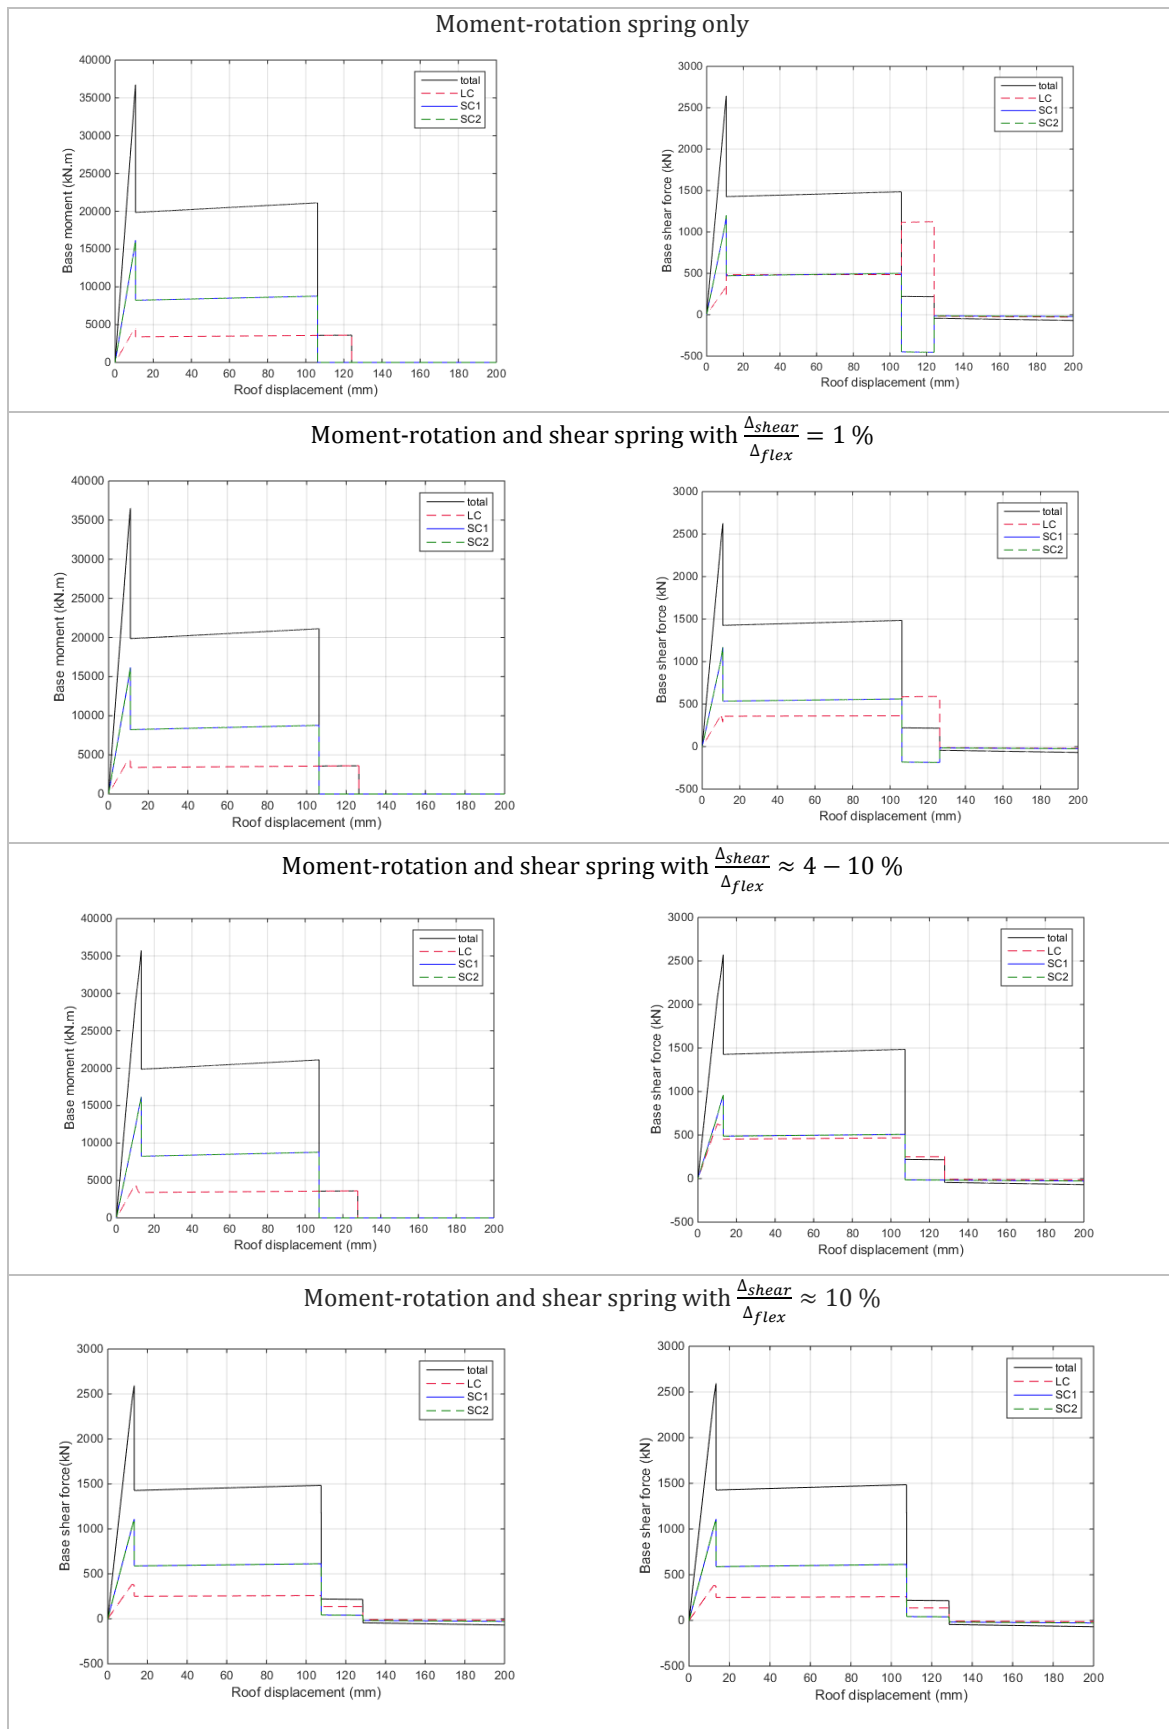 Moment-rotation spring only
40000
35000
30000
25000
20000
15000
10000
5000
0
Base moment (kN.m)
0 20 40 60 80 100 120 140 160 180 200
Roof displacement (mm)
total
LC
SC1
SC2
3000
2500
2000
1500
1000
500
0
-500
Base shear force (kN)
0 20 40 60 80 100 120 140 160 180 200
Roof displacement (mm)
total
LC
SC1
SC2
Moment-rotation and shear spring with Δshear/Δflex = 1 %
40000
35000
30000
25000
20000
15000
10000
5000
0
Base moment (kN.m)
0 20 40 60 80 100 120 140 160 180 200
Roof displacement (mm)
total
LC
SC1
SC2
3000
2500
2000
1500
1000
500
0
-500
Base shear force (kN)
0 20 40 60 80 100 120 140 160 180 200
Roof displacement (mm)
total
LC
SC1
SC2
Moment-rotation and shear spring with Δshear/Δflex ≈ 4 − 10 %
40000
35000
30000
25000
20000
15000
10000
5000
0
Base moment (kN.m)
0 20 40 60 80 100 120 140 160 180 200
Roof displacement (mm)
total
LC
SC1
SC2
3000
2500
2000
1500
1000
500
0
-500
Base shear force (kN)
0 20 40 60 80 100 120 140 160 180 200
Roof displacement (mm)
total
LC
SC1
SC2
Moment-rotation and shear spring with Δshear/Δflex ≈ 10 %
3000
2500
2000
1500
1000
500
0
-500
Base shear force(kN)
0 20 40 60 80 100 120 140 160 180 200
Roof displacement (mm)
total
LC
SC1
SC2
3000
2500
2000
1500
1000
500
0
-500
Base shear force (kN)
0 20 40 60 80 100 120 140 160 180 200
Roof displacement (mm)
total
LC
SC1
SC2